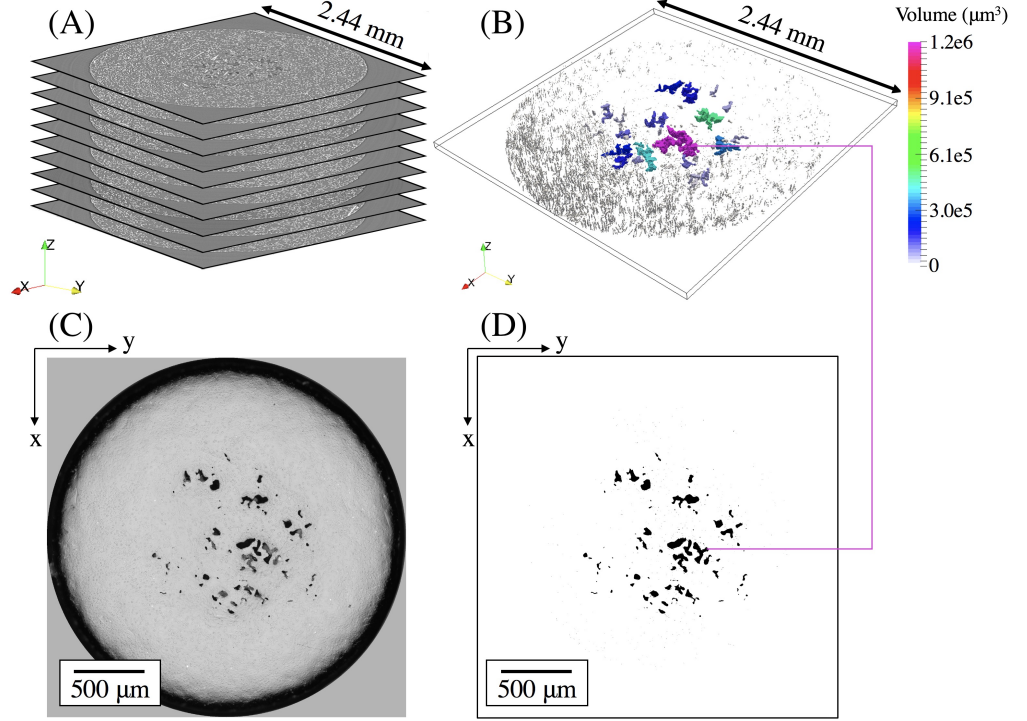 (A)
2.44 mm
Z
X
Y
(B)
2.44 mm
Z
X
Y
Volume (μm³)
1.2e6
9.1e5
6.1e5
3.0e5
0
(C)
y
x
500 μm
(D)
y
x
500 μm